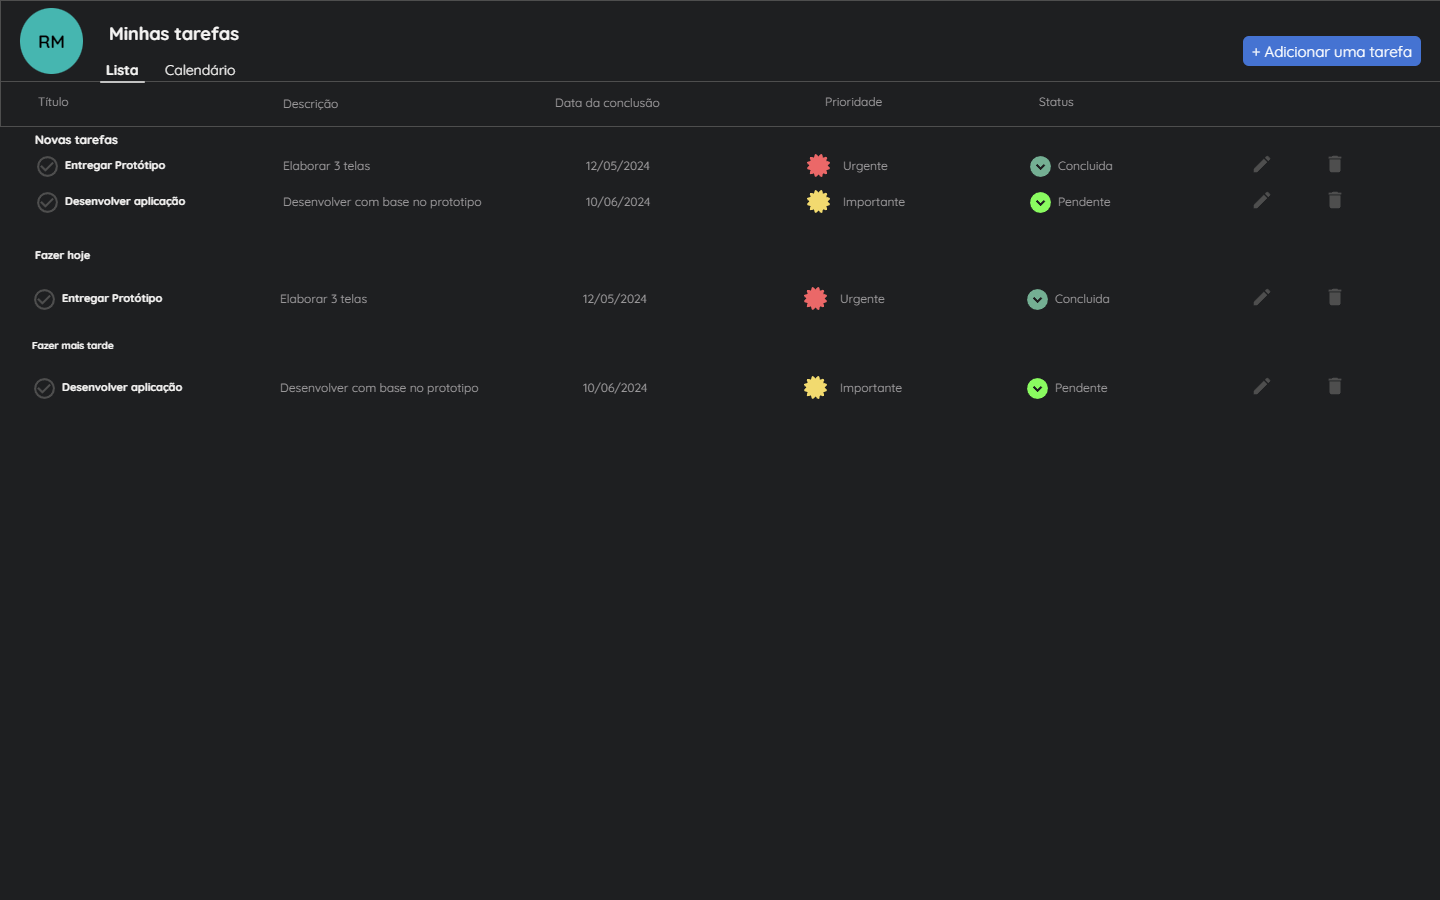 RM
Minhas tarefas
Lista Calendário
+ Adicionar uma tarefa
Título Descrição Data da conclusão Prioridade Status
Novas tarefas
Entregar Protótipo Elaborar 3 telas 12/05/2024 Urgente Concluida
Desenvolver aplicação Desenvolver com base no prototipo 10/06/2024 Importante Pendente
Fazer hoje
Entregar Protótipo Elaborar 3 telas 12/05/2024 Urgente Concluida
Fazer mais tarde
Desenvolver aplicação Desenvolver com base no prototipo 10/06/2024 Importante Pendente